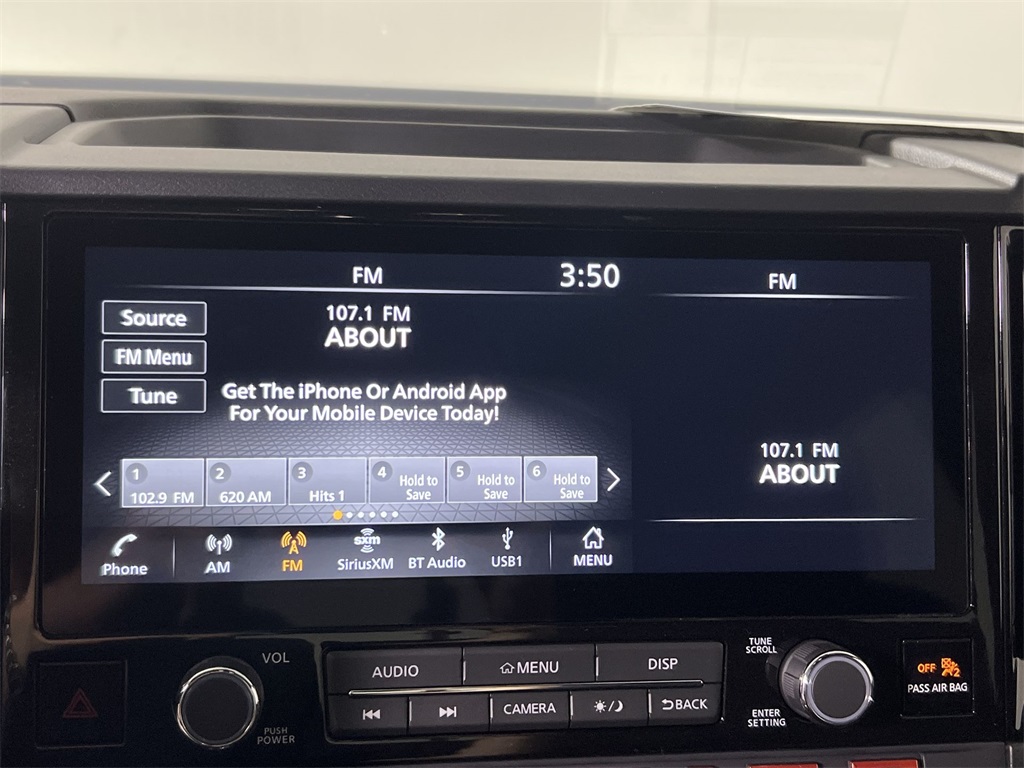 FM
3:50
FM
Source
107.1 FM
ABOUT
FM Menu
Tune
Get The iPhone Or Android App
For Your Mobile Device Today!
107.1 FM
ABOUT
1
102.9 FM
2
620 AM
3
Hits 1
4
Hold to
Save
5
Hold to
Save
6
Hold to
Save
Phone
AM
FM
sxm
SiriusXM
BT Audio
USB1
MENU
VOL
PUSH
POWER
AUDIO
MENU
DISP
CAMERA
BACK
TUNE
SCROLL
ENTER
SETTING
OFF
2
PASS AIR BAG